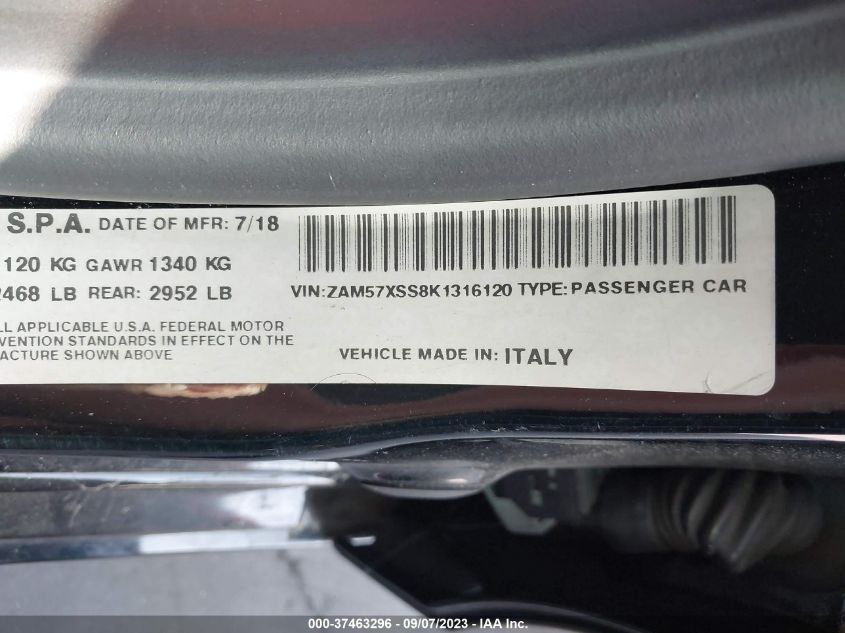 S.P.A. DATE OF MFR: 7/18
120 KG GAWR 1340 KG
2468 LB REAR: 2952 LB
ALL APPLICABLE U.S.A. FEDERAL MOTOR
VENTION STANDARDS IN EFFECT ON THE
ACTURE SHOWN ABOVE
VIN:ZAM57XSS8K1316120 TYPE:PASSENGER CAR
VEHICLE MADE IN: ITALY
000-37463296 - 09/07/2023 - IAA Inc.